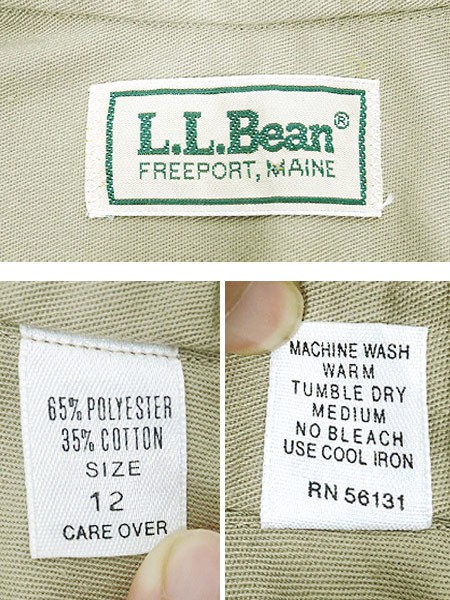 L.L.Bean®
FREEPORT, MAINE
65% POLYESTER
35% COTTON
SIZE
12
CARE OVER
MACHINE WASH
WARM
TUMBLE DRY
MEDIUM
NO BLEACH
USE COOL IRON
RN 56131